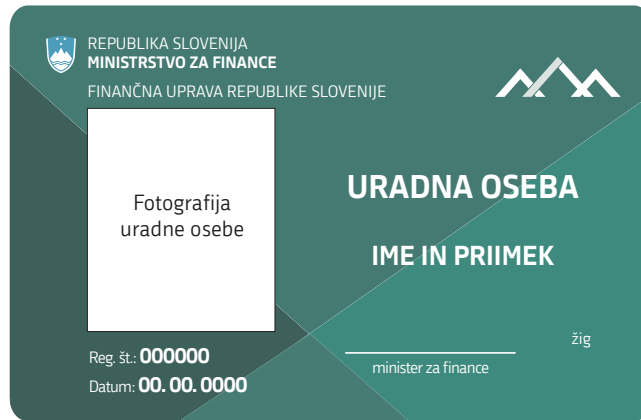 REPUBLIKA SLOVENIJA
MINISTRSTVO ZA FINANCE
FINANČNA UPRAVA REPUBLIKE SLOVENIJE
Fotografija
uradne osebe
URADNA OSEBA
IME IN PRIIMEK
Reg. št.: 000000
Datum: 00. 00. 0000
žig
minister za finance